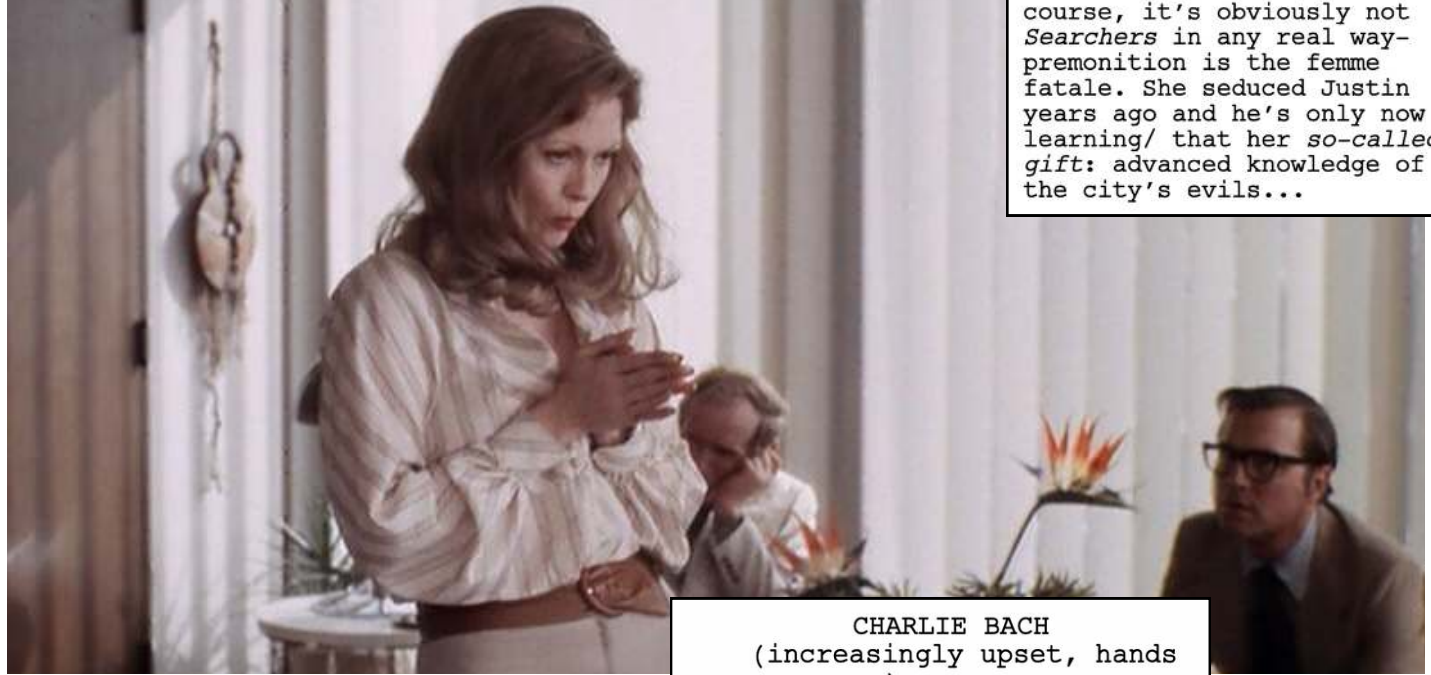 course, it's obviously not
Searchers in any real way-
premonition is the femme
fatale. She seduced Justin
years ago and he's only now
learning/ that her so-called
gift: advanced knowledge of
the city's evils...
CHARLIE BACH
(increasingly upset, hands